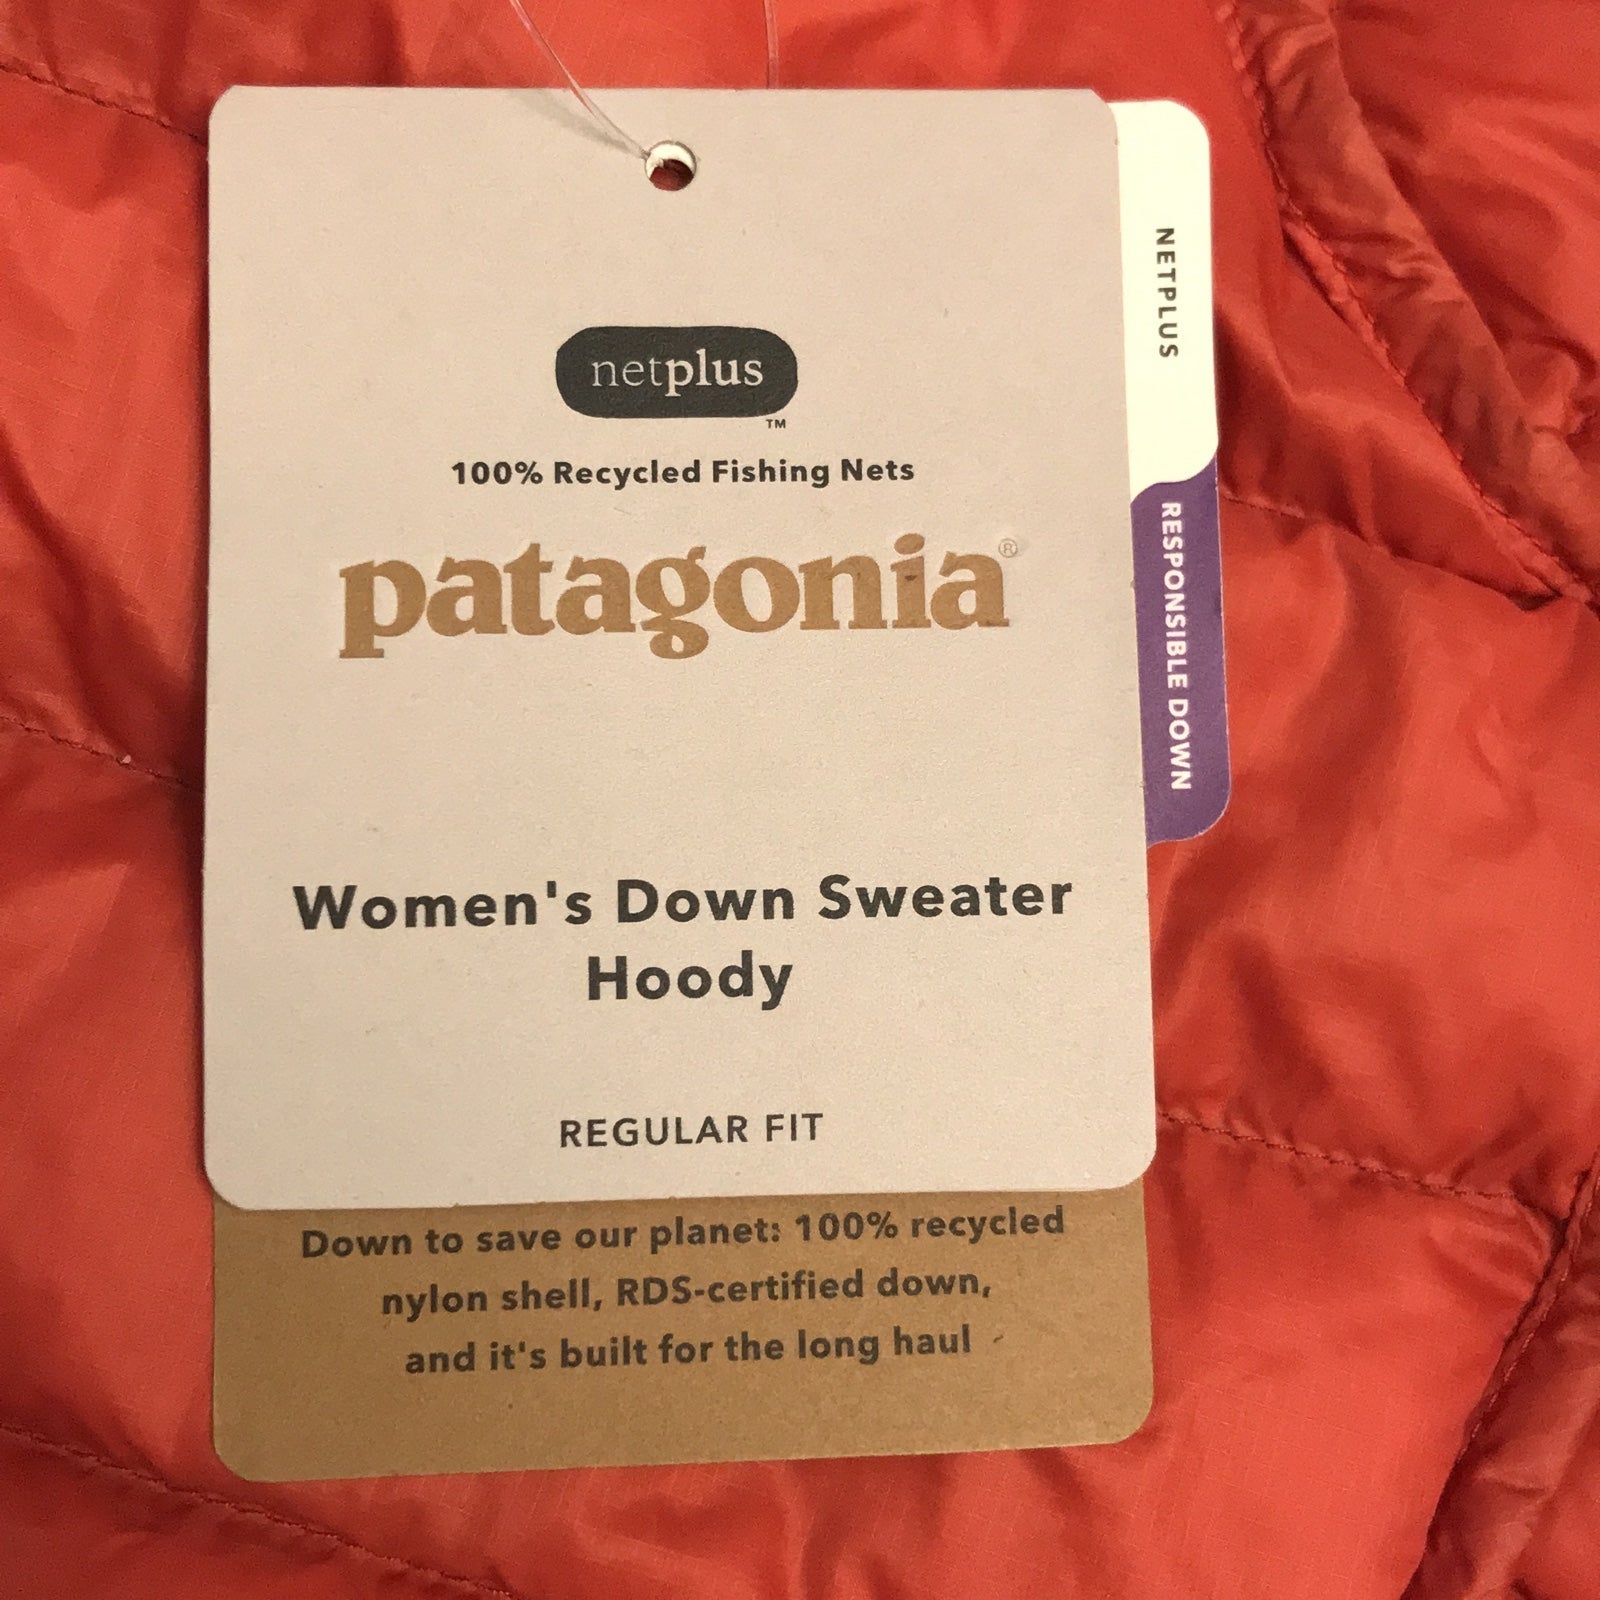 netplus
™
100% Recycled Fishing Nets
patagonia®
Women's Down Sweater
Hoody
REGULAR FIT
Down to save our planet: 100% recycled
nylon shell, RDS-certified down,
and it's built for the long haul
NETPLUS
RESPONSIBLE DOWN